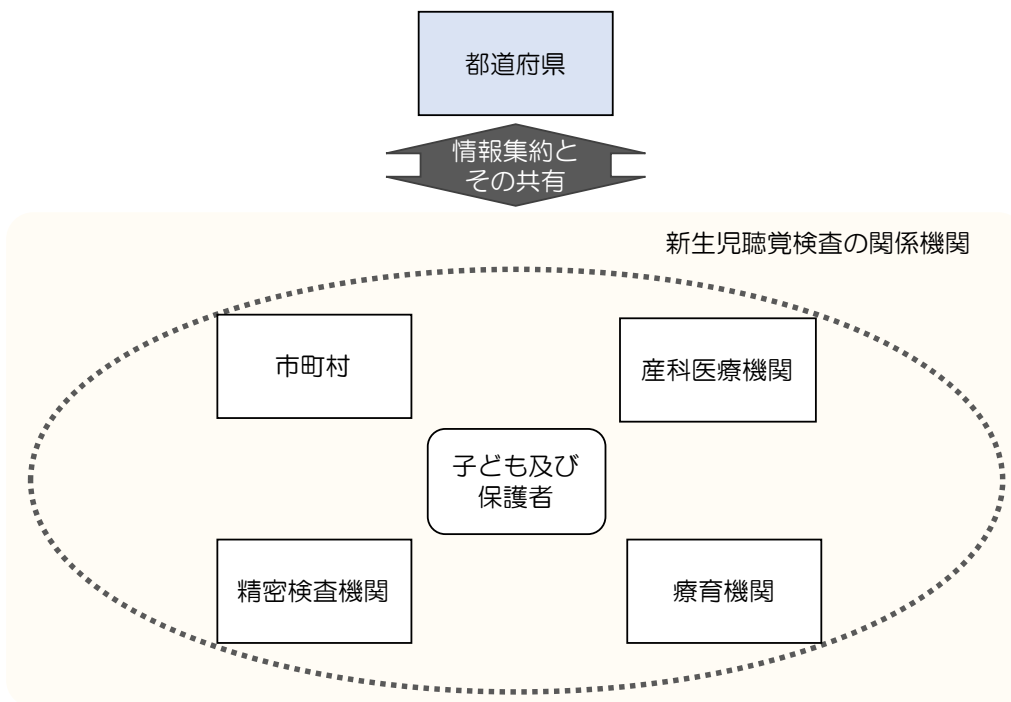 都道府県
情報集約と
その共有
新生児聴覚検査の関係機関
市町村
産科医療機関
子ども及び
保護者
精密検査機関
療育機関